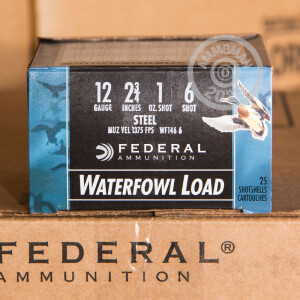 12 2¾ 1 6
GAUGE INCHES OZ. SHOT SHOT
STEEL
MUZ VEL 1375 FPS WF146 6
FEDERAL
AMMUNITION
WATERFOWL LOAD
25
SHOTSHELLS
CARTOUCHES
FEDERAL®
AMMUNITION